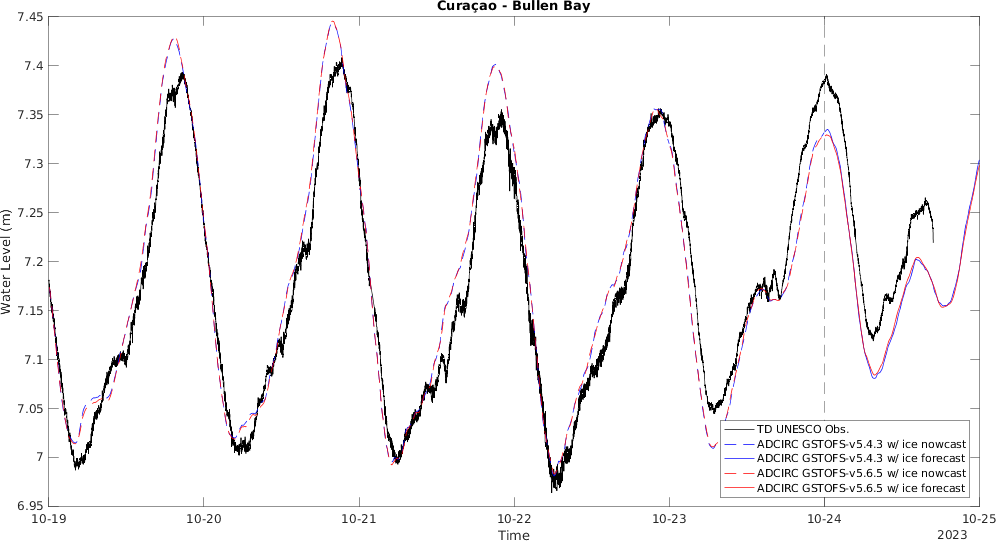 Curaçao - Bullen Bay
Water Level (m)
7.45
7.4
7.35
7.3
7.25
7.2
7.15
7.1
7.05
7
6.95
10-19
10-20
10-21
10-22
10-23
10-24
10-25
Time
2023
TD UNESCO Obs.
ADCIRC GSTOFS-v5.4.3 w/ ice nowcast
ADCIRC GSTOFS-v5.4.3 w/ ice forecast
ADCIRC GSTOFS-v5.6.5 w/ ice nowcast
ADCIRC GSTOFS-v5.6.5 w/ ice forecast